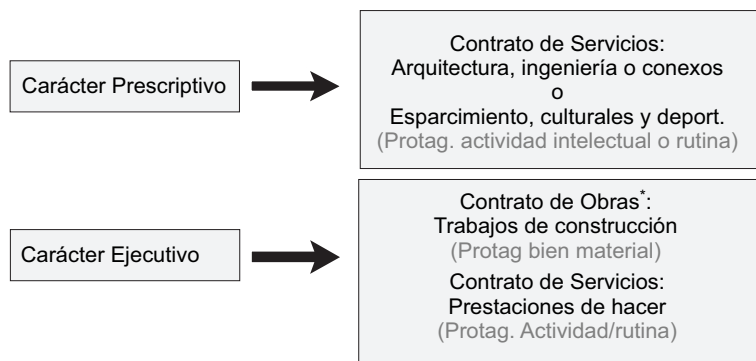 Carácter Prescriptivo
Contrato de Servicios:
Arquitectura, ingeniería o conexos
o
Esparcimiento, culturales y deport.
(Protag. actividad intelectual o rutina)
Carácter Ejecutivo
Contrato de Obras*:
Trabajos de construcción
(Protag bien material)
Contrato de Servicios:
Prestaciones de hacer
(Protag. Actividad/rutina)